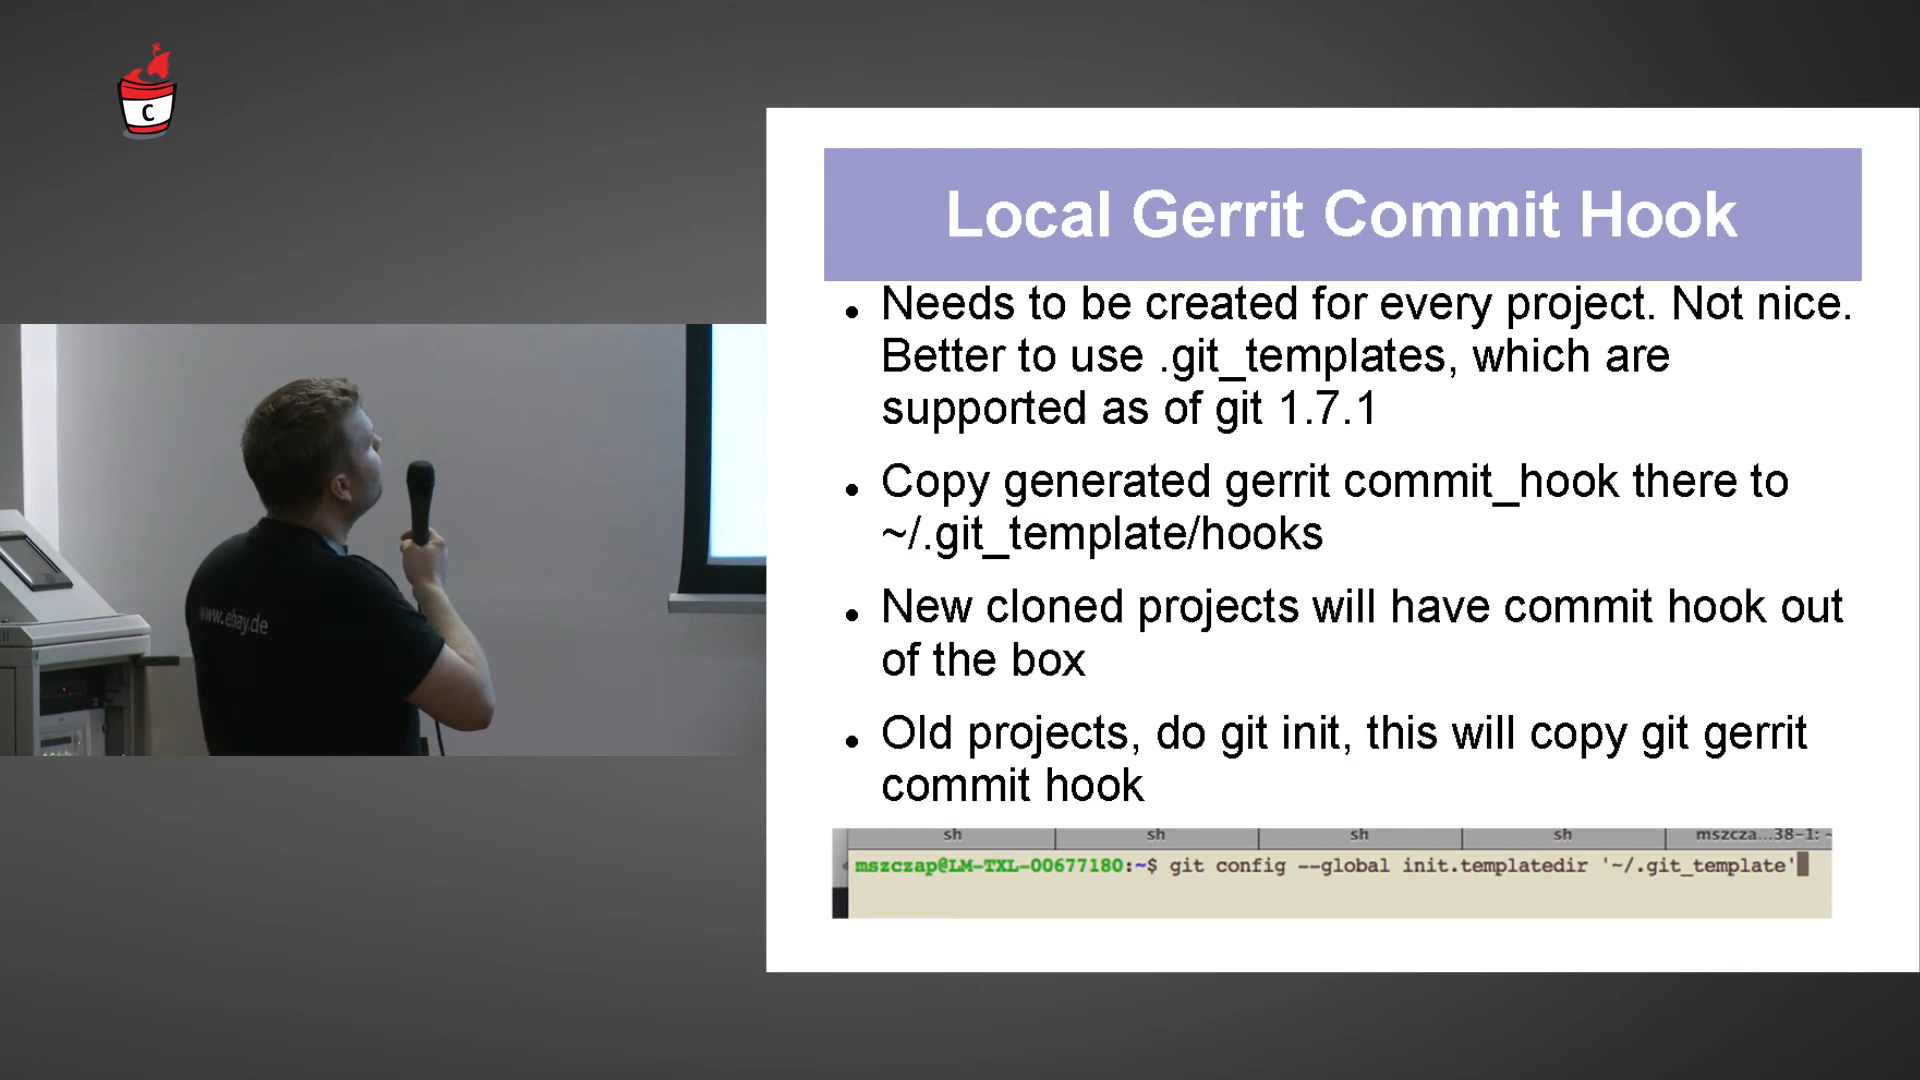 C
www.ebay.de
Local Gerrit Commit Hook
Needs to be created for every project. Not nice.
Better to use .git_templates, which are
supported as of git 1.7.1
Copy generated gerrit commit_hook there to
~/.git_template/hooks
New cloned projects will have commit hook out
of the box
Old projects, do git init, this will copy git gerrit
commit hook
sh sh sh sh mszcza...38-1: ~
mszczap@LM-TXL-00677180:~$ git config --global init.templatedir '~/.git_template'